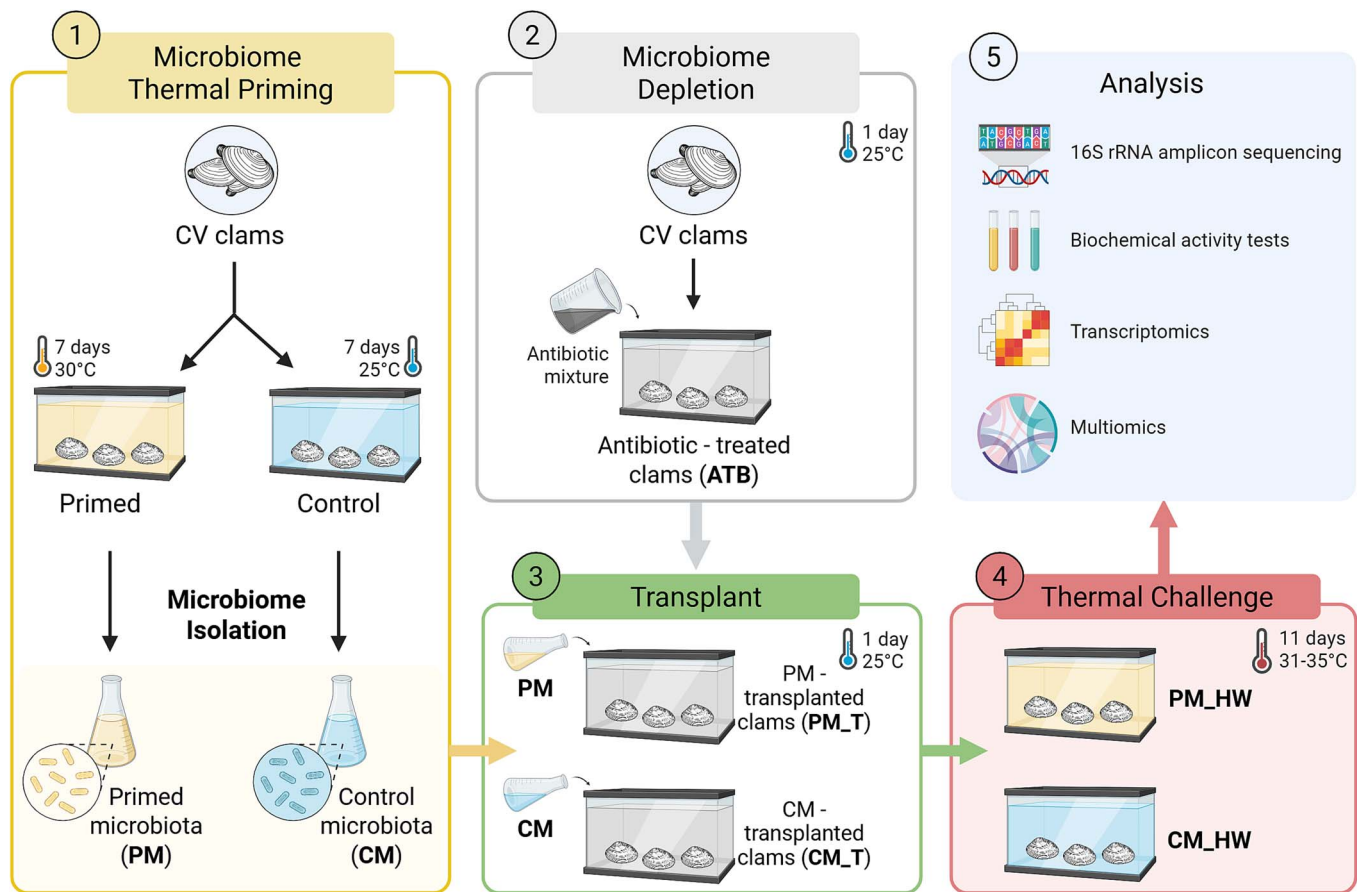 1
Microbiome
Thermal Priming
CV clams
7 days
30°C
7 days
25°C
Primed
Control
Microbiome
Isolation
Primed
microbiota
(PM)
Control
microbiota
(CM)
2
Microbiome
Depletion
1 day
25°C
CV clams
Antibiotic
mixture
Antibiotic - treated
clams (ATB)
3
Transplant
1 day
25°C
PM
PM -
transplanted
clams (PM_T)
CM
CM -
transplanted
clams (CM_T)
4
Thermal Challenge
11 days
31-35°C
PM_HW
CM_HW
5
Analysis
TACGCTGA
ATGCGACT
16S rRNA amplicon sequencing
Biochemical activity tests
Transcriptomics
Multiomics